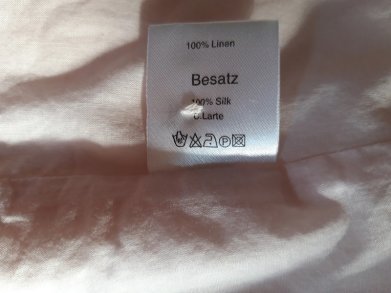 100% Linen
Besatz
100% Silk
Larte